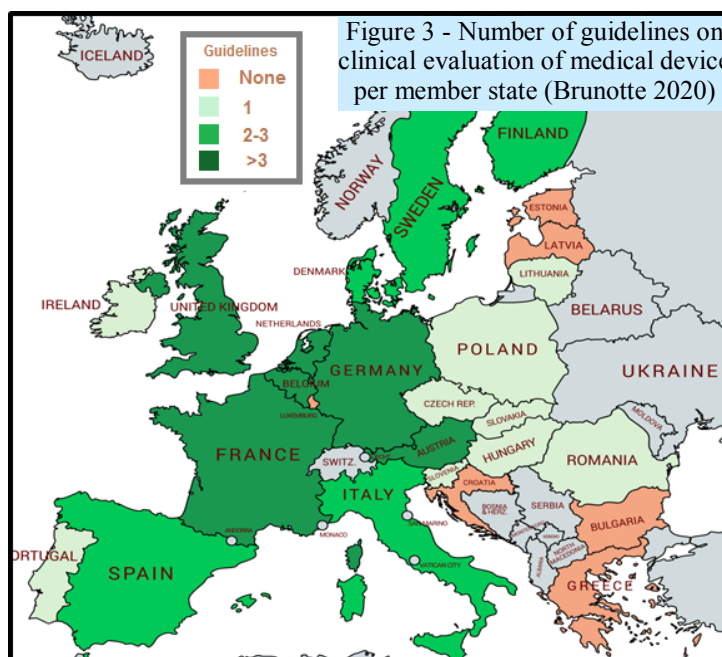 Figure 3 - Number of guidelines on
clinical evaluation of medical device
per member state (Brunotte 2020)
Guidelines
None
1
2-3
>3
ICELAND
NORWAY
SWEDEN
FINLAND
ESTONIA
LATVIA
LITHUANIA
DENMARK
IRELAND
UNITED KINGDOM
NETHERLANDS
BELARUS
POLAND
GERMANY
BELGIUM
LUXEMBURG
UKRAINE
CZECH REP.
SLOVAKIA
MOLDOVA
FRANCE
SWITZ.
AUSTRIA
HUNGARY
ROMANIA
SLOVENIA
CROATIA
ITALY
BOSNIA
& HERZ.
SERBIA
SAN MARINO
MONACO
ANDORRA
BULGARIA
NORTH
MACEDONIA
ALBANIA
VATICAN CITY
PORTUGAL
SPAIN
GREECE